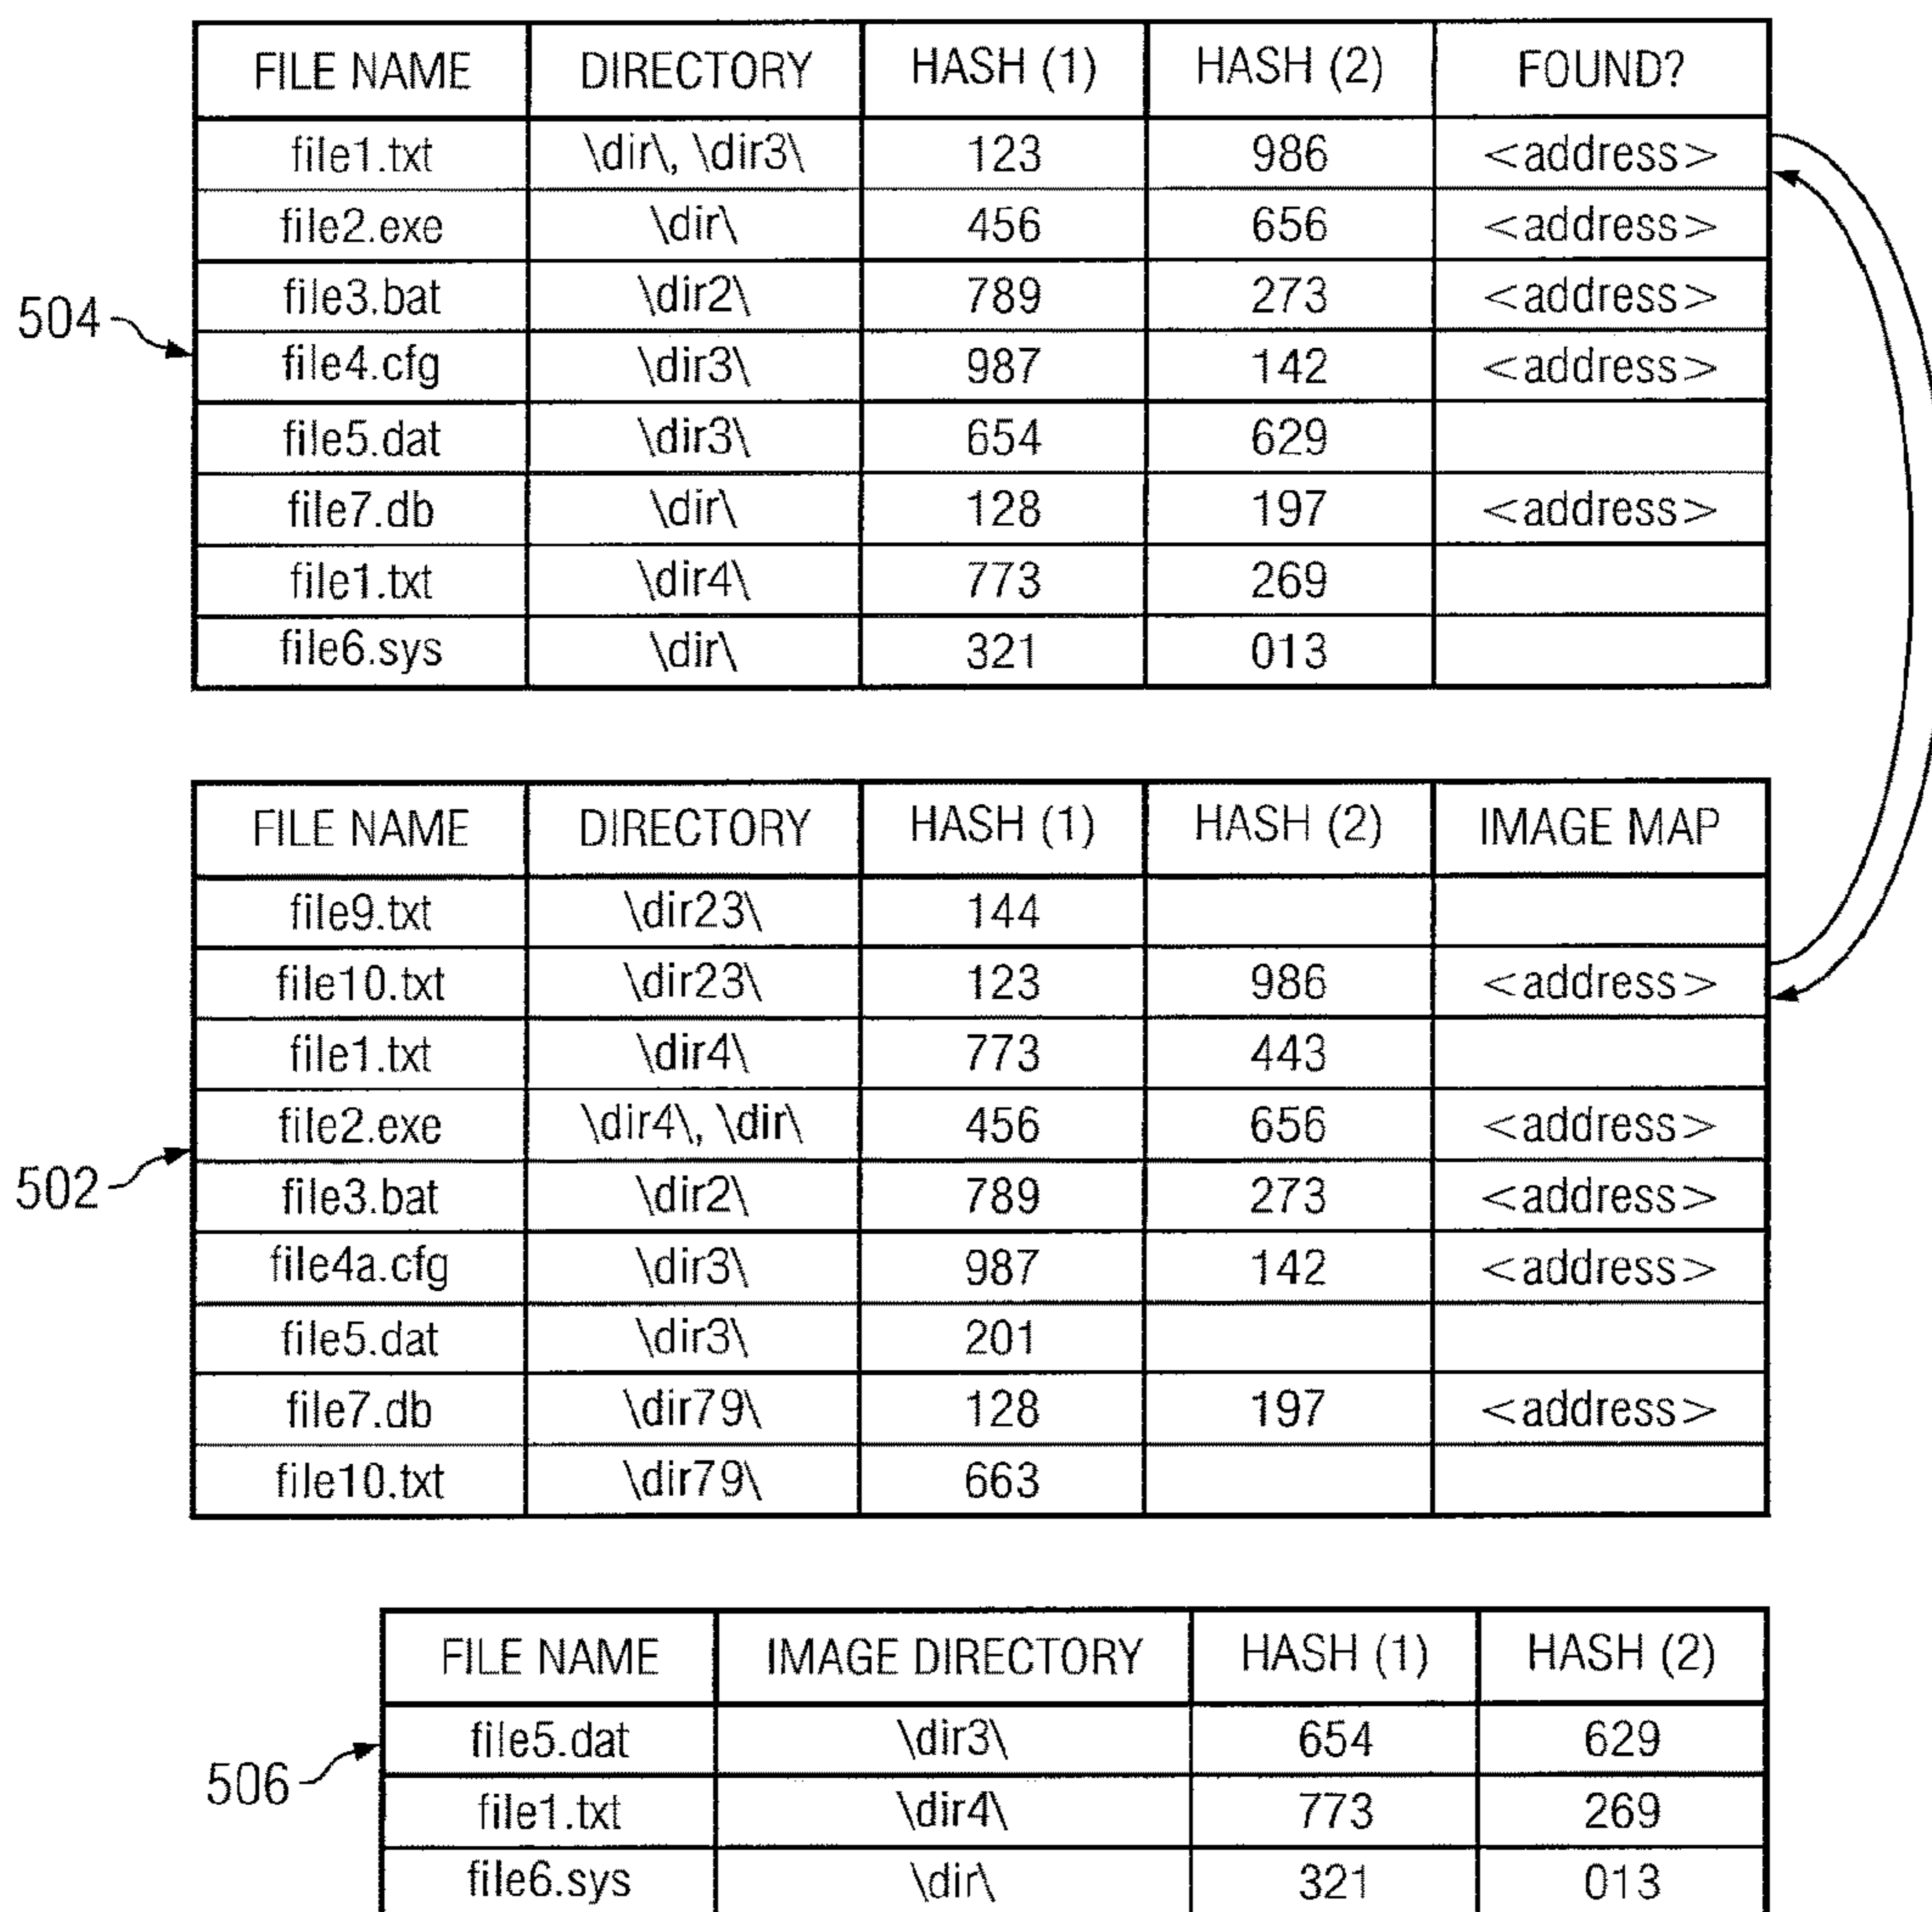 FILE NAME DIRECTORY HASH (1) HASH (2) FOUND?
file1.txt \dir\, \dir3\ 123 986 <address>
file2.exe \dir\ 456 656 <address>
file3.bat \dir2\ 789 273 <address>
504
file4.cfg \dir3\ 987 142 <address>
file5.dat \dir3\ 654 629
file7.db \dir\ 128 197 <address>
file1.txt \dir4\ 773 269
file6.sys \dir\ 321 013
FILE NAME DIRECTORY HASH (1) HASH (2) IMAGE MAP
file9.txt \dir23\ 144
file10.txt \dir23\ 123 986 <address>
file1.txt \dir4\ 773 443
file2.exe \dir4\, \dir\ 456 656 <address>
502
file3.bat \dir2\ 789 273 <address>
file4a.cfg \dir3\ 987 142 <address>
file5.dat \dir3\ 201
file7.db \dir79\ 128 197 <address>
file10.txt \dir79\ 663
FILE NAME IMAGE DIRECTORY HASH (1) HASH (2)
file5.dat \dir3\ 654 629
506
file1.txt \dir4\ 773 269
file6.sys \dir\ 321 013